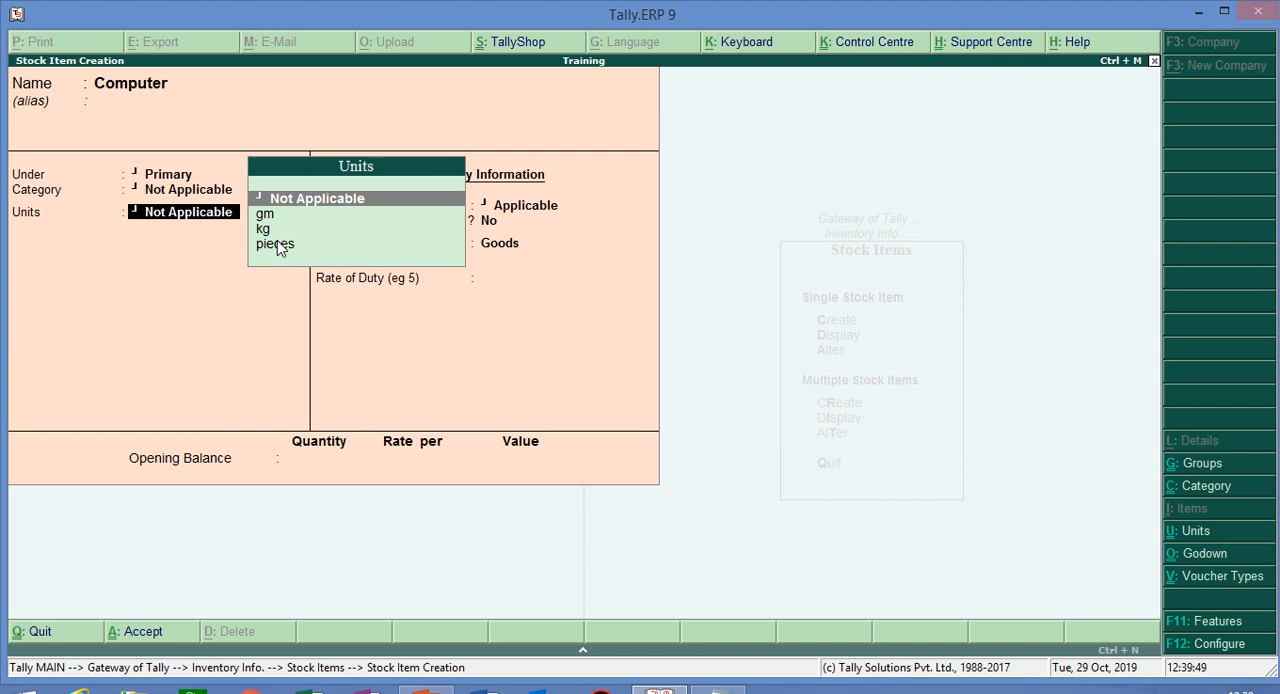 Tally.ERP 9
P: Print E: Export M: E-Mail O: Upload S: TallyShop G: Language K: Keyboard K: Control Centre H: Support Centre H: Help F3: Company
Stock Item Creation Training Ctrl + M
F3: New Company
Name : Computer
(alias) :
Under : ┘ Primary
Category : ┘ Not Applicable
Units : ┘ Not Applicable
Units
┘ Not Applicable
gm
kg
pieces
y Information
: ┘ Applicable
? No
: Goods
Rate of Duty (eg 5) :
Quantity Rate per Value
Opening Balance :
Gateway of Tally .....
Inventory Info. .....
Stock Items
Single Stock Item
Create
Display
Alter
Multiple Stock Items
CReate
DIsplay
AlTer
Quit
L: Details
G: Groups
C: Category
I: Items
U: Units
O: Godown
V: Voucher Types
F11: Features
F12: Configure
Q: Quit A: Accept D: Delete
Ctrl + N
Tally MAIN --> Gateway of Tally --> Inventory Info. --> Stock Items --> Stock Item Creation (c) Tally Solutions Pvt. Ltd., 1988-2017 Tue, 29 Oct, 2019 12:39:49